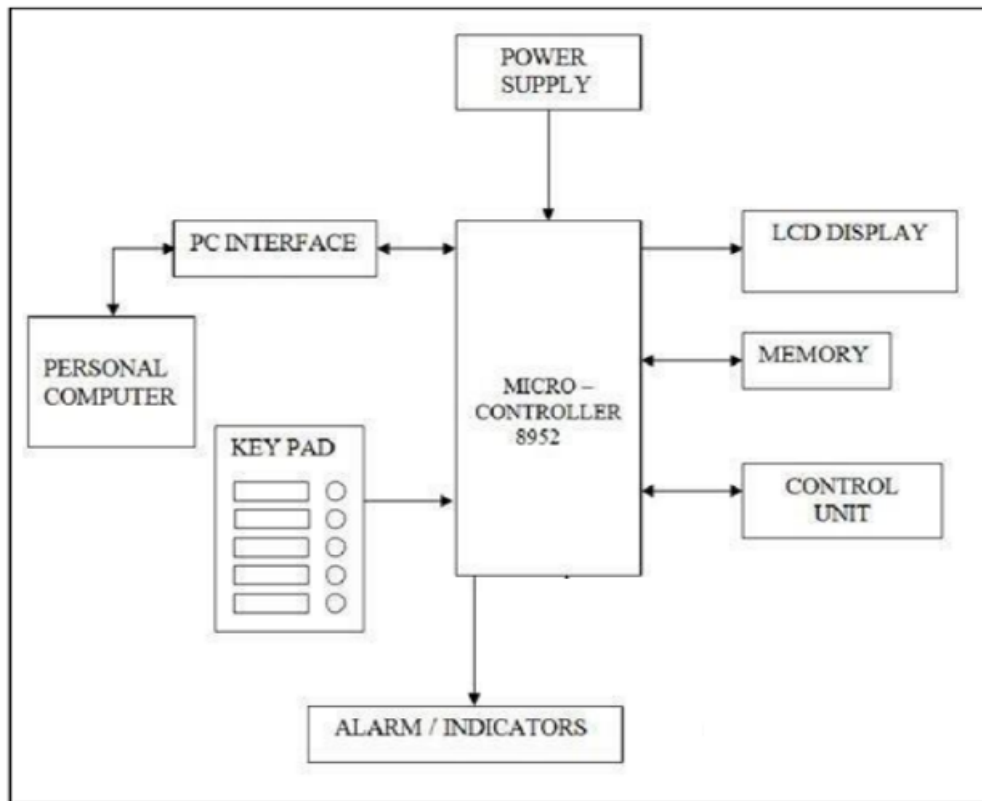 POWER
SUPPLY
PC INTERFACE
LCD DISPLAY
PERSONAL
COMPUTER
MEMORY
MICRO –
CONTROLLER
8952
KEY PAD
CONTROL
UNIT
ALARM / INDICATORS